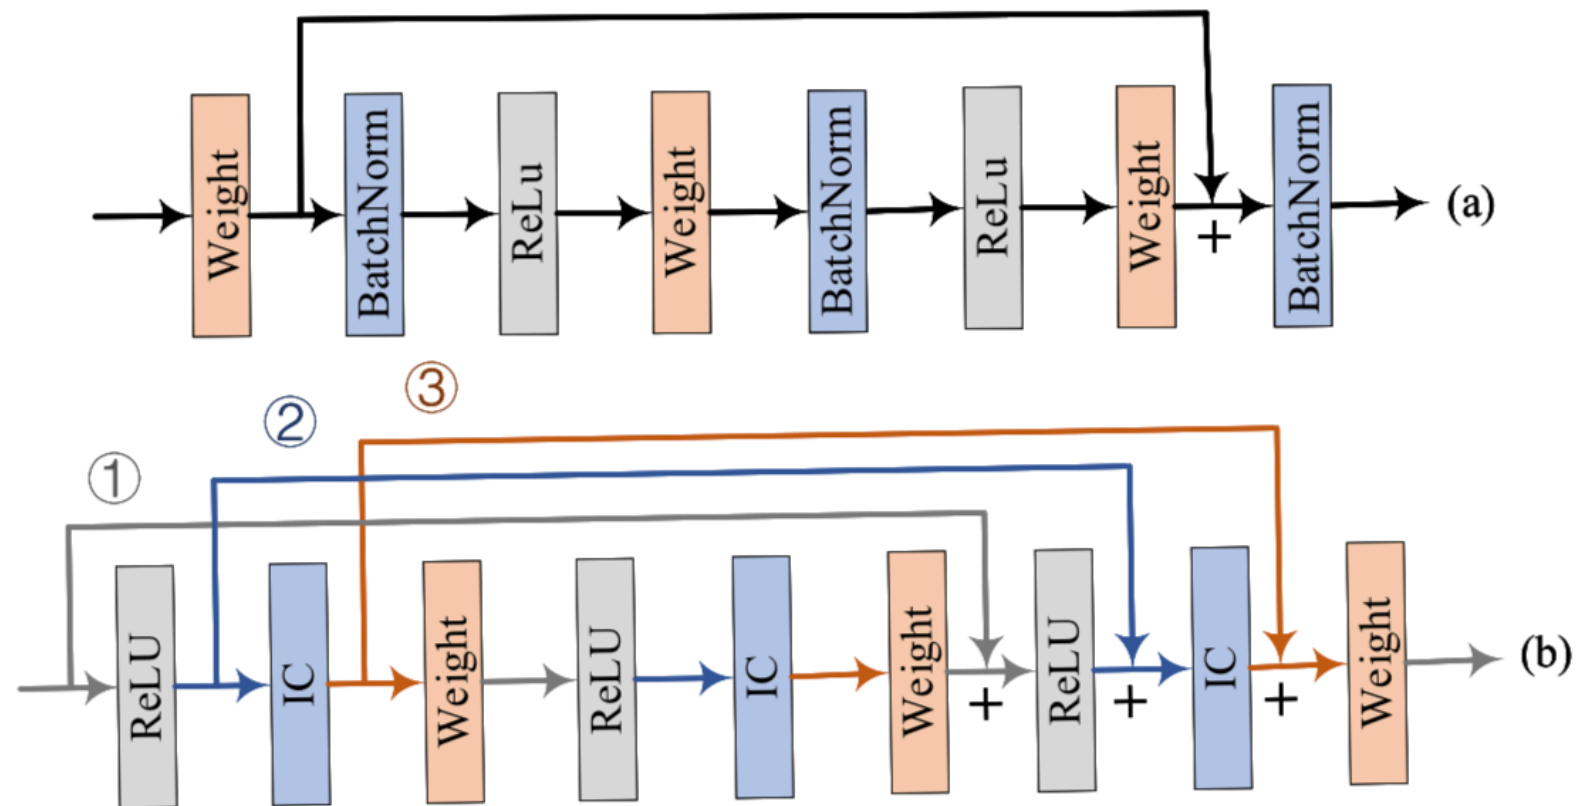 Weight BatchNorm ReLu Weight BatchNorm ReLu Weight + BatchNorm (a)
③
②
①
ReLU IC Weight ReLU IC Weight + ReLU + IC + Weight (b)